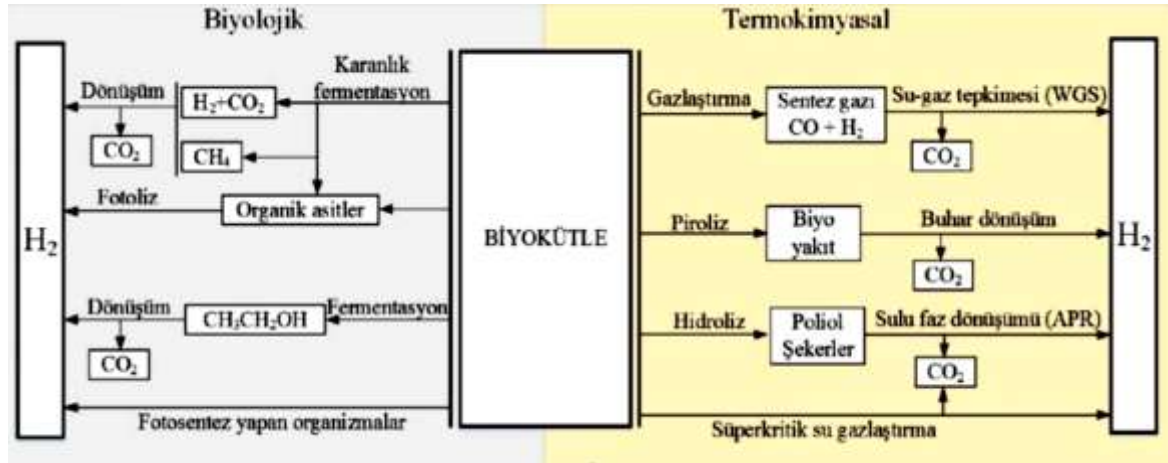 Biyolojik
Termokimyasal
H₂
Dönüşüm
CO₂
H₂+CO₂
CH₄
Karanlık
fermentasyon
Fotoliz
Organik asitler
Dönüşüm
CO₂
CH₃CH₂OH
Fermentasyon
Fotosentez yapan organizmalar
BİYOKÜTLE
Gazlaştırma
Sentez gazı
CO + H₂
Su-gaz tepkimesi (WGS)
CO₂
Piroliz
Biyo
yakıt
Buhar dönüşüm
CO₂
Hidroliz
Poliol
Şekerler
Sulu faz dönüşümü (APR)
CO₂
Süperkritik su gazlaştırma
H₂